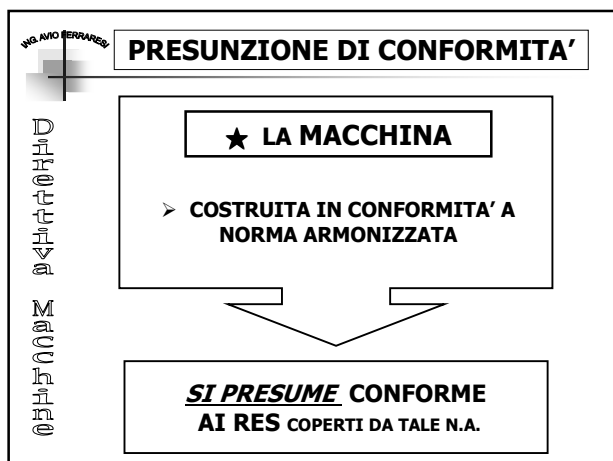 ING. AVIO FERRARESI
PRESUNZIONE DI CONFORMITA’
Direttiva Macchine
★ LA MACCHINA
➢ COSTRUITA IN CONFORMITA’ A
NORMA ARMONIZZATA
SI PRESUME CONFORME
AI RES COPERTI DA TALE N.A.